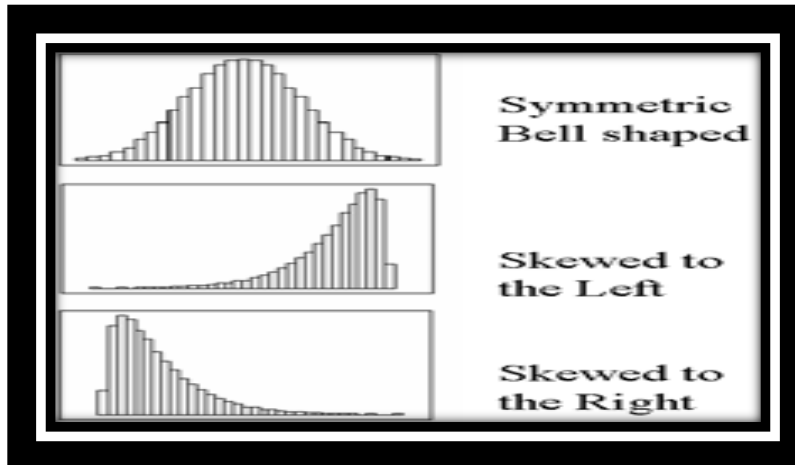 Symmetric
Bell shaped
Skewed to
the Left
Skewed to
the Right